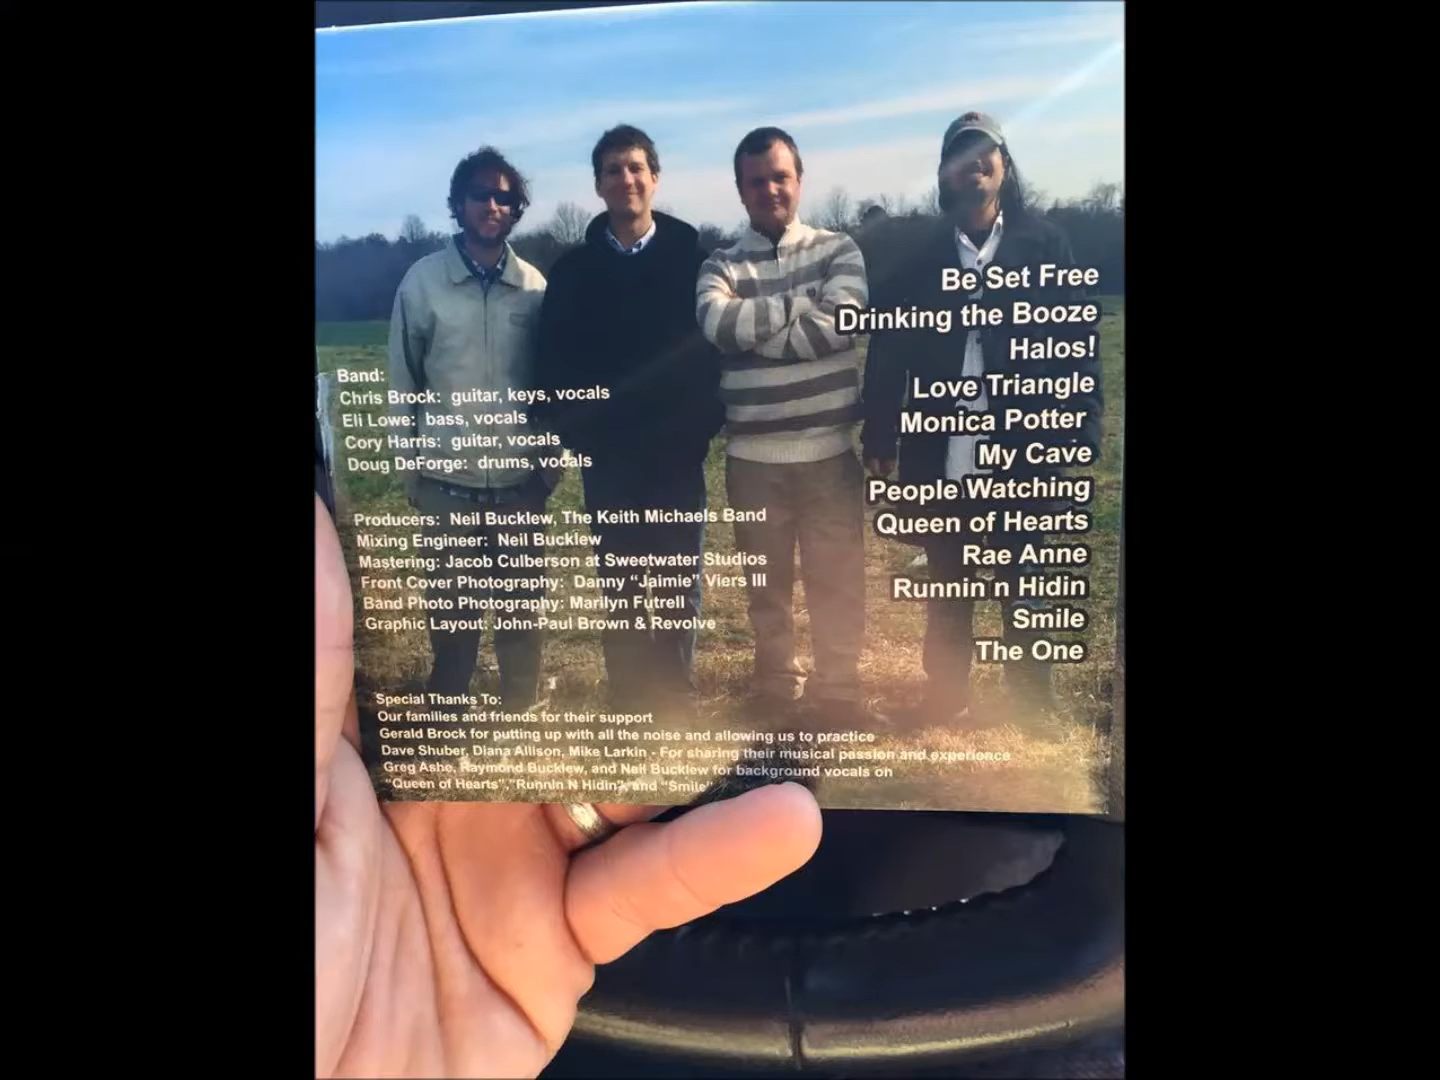 Be Set Free
Drinking the Booze
Halos!
Love Triangle
Monica Potter
My Cave
People Watching
Queen of Hearts
Rae Anne
Runnin n Hidin
Smile
The One
Band:
Chris Brock: guitar, keys, vocals
Eli Lowe: bass, vocals
Cory Harris: guitar, vocals
Doug DeForge: drums, vocals
Producers: Neil Bucklew, The Keith Michaels Band
Mixing Engineer: Neil Bucklew
Mastering: Jacob Culberson at Sweetwater Studios
Front Cover Photography: Danny “Jaimie” Viers III
Band Photo Photography: Marilyn Futrell
Graphic Layout: John-Paul Brown & Revolve
Special Thanks To:
Our families and friends for their support
Gerald Brock for putting up with all the noise and allowing us to practice
Dave Shuber, Diana Allison, Mike Larkin - For sharing their musical passion and experience
Greg Ashe, Raymond Bucklew, and Neil Bucklew for background vocals on
“Queen of Hearts”,“Runnin N Hidin”, and “Smile”